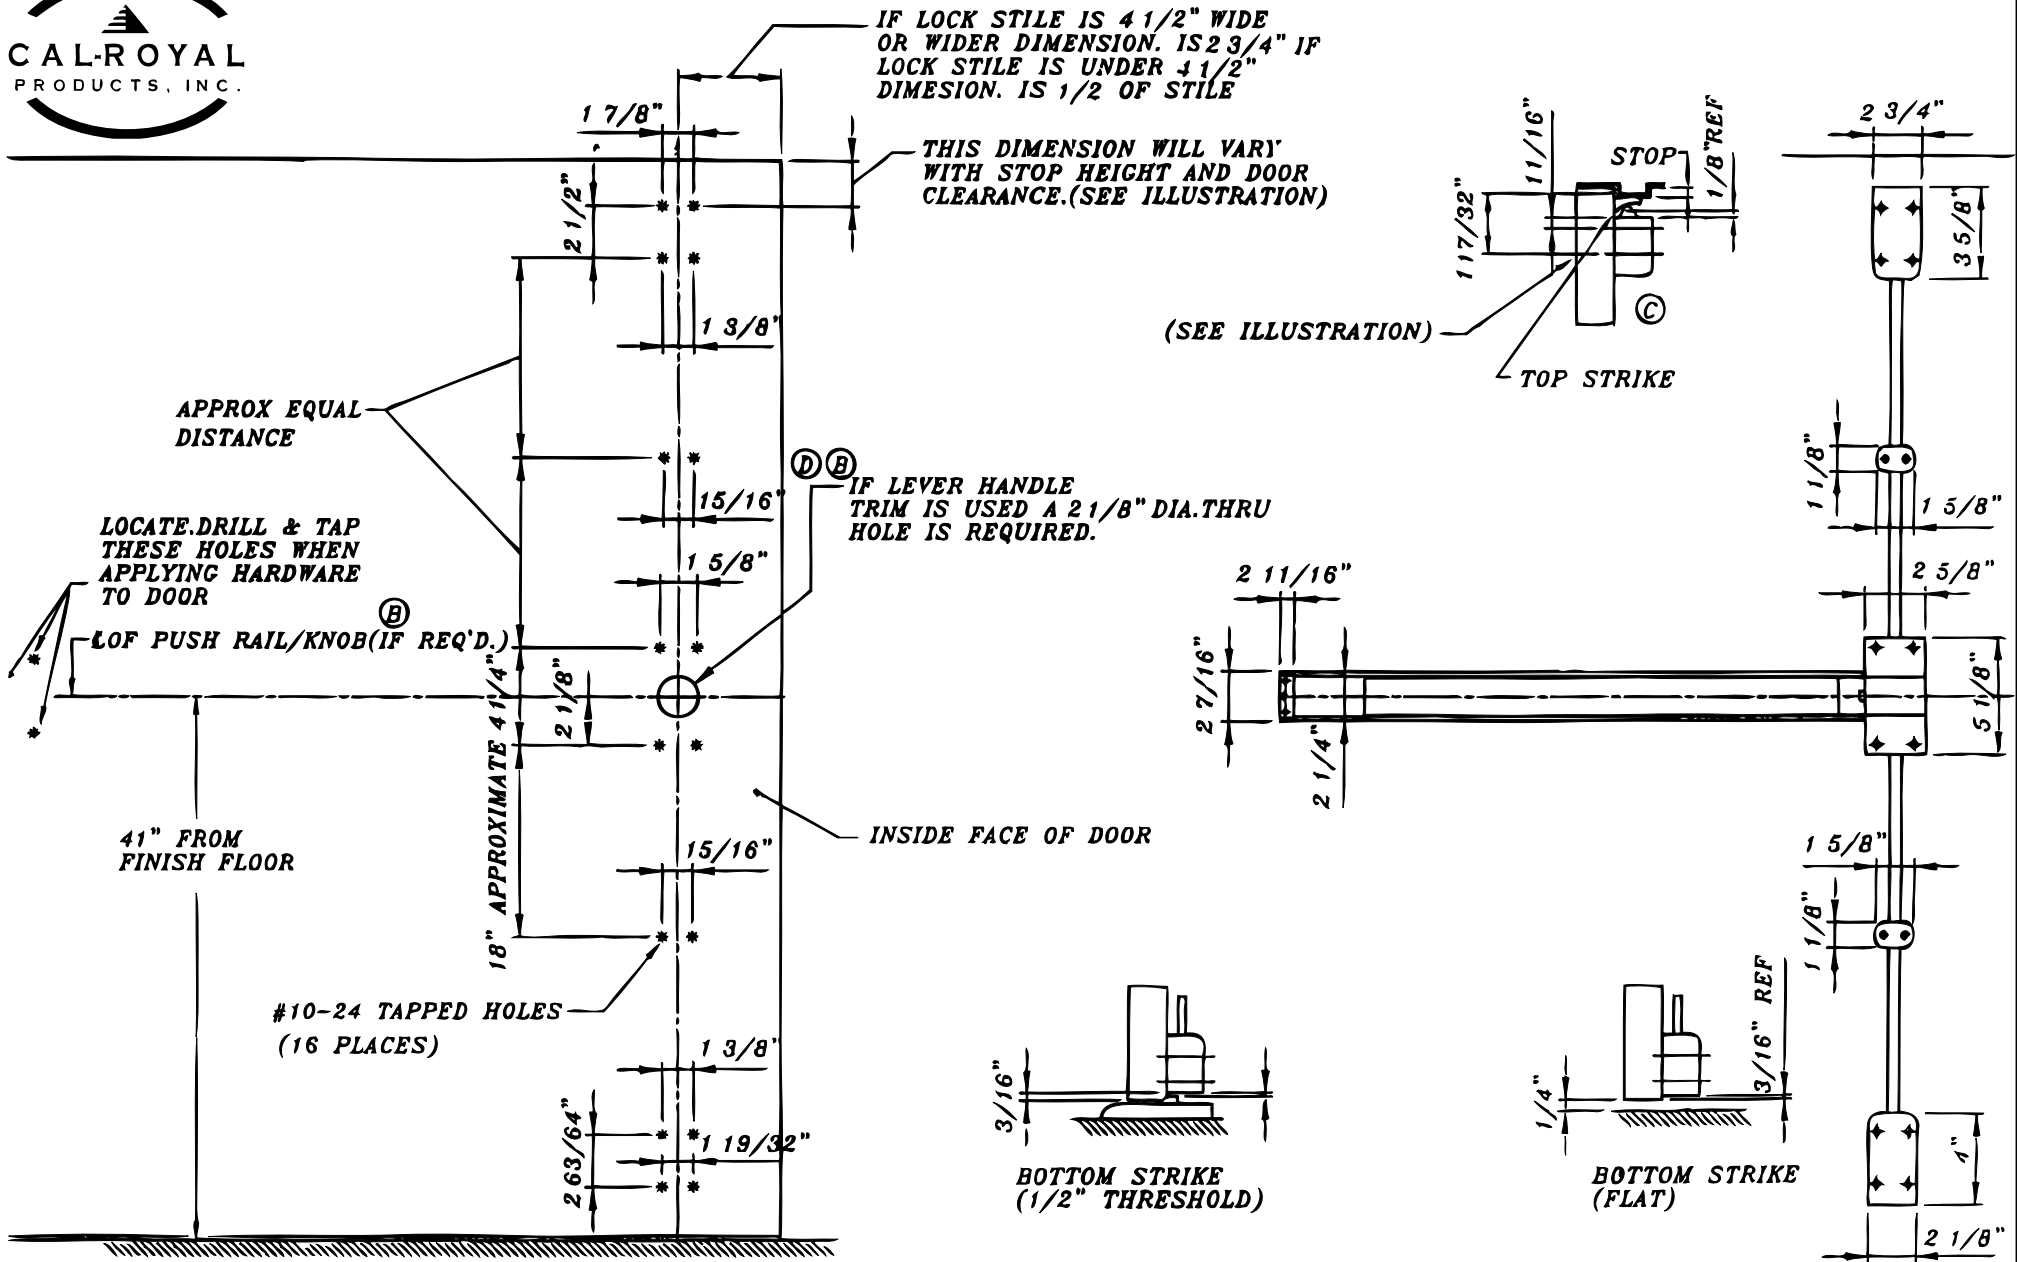 CAL-ROYAL
PRODUCTS, INC.
IF LOCK STILE IS 4 1/2" WIDE
OR WIDER DIMENSION. IS 2 3/4" IF
LOCK STILE IS UNDER 4 1/2"
DIMESION. IS 1/2 OF STILE
1 7/8"
THIS DIMENSION WILL VARY
WITH STOP HEIGHT AND DOOR
CLEARANCE.(SEE ILLUSTRATION)
2 1/2"
1 3/8"
APPROX EQUAL
DISTANCE
D B
IF LEVER HANDLE
TRIM IS USED A 2 1/8" DIA.THRU
HOLE IS REQUIRED.
15/16"
LOCATE.DRILL & TAP
THESE HOLES WHEN
APPLYING HARDWARE
TO DOOR
1 5/8"
B
LOF PUSH RAIL/KNOB(IF REQ'D.)
18" APPROXIMATE 4 1/4"
2 1/8"
41" FROM
FINISH FLOOR
INSIDE FACE OF DOOR
15/16"
#10-24 TAPPED HOLES
(16 PLACES)
1 3/8"
2 63/64"
1 19/32"
11/16"
STOP
1/8"REF
1 17/32"
C
(SEE ILLUSTRATION)
TOP STRIKE
2 3/4"
3 5/8"
1 1/8"
1 5/8"
2 11/16"
2 5/8"
2 7/16"
2 1/4"
5 1/8"
1 5/8"
1 1/8"
3/16"
BOTTOM STRIKE
(1/2" THRESHOLD)
1/4"
3/16" REF
BOTTOM STRIKE
(FLAT)
4"
2 1/8"